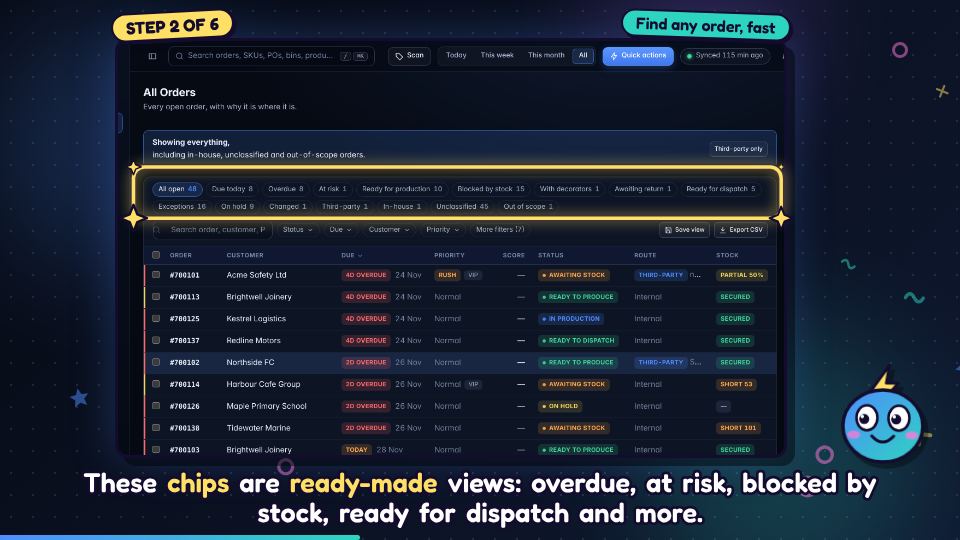 STEP 2 OF 6
Find any order, fast
Search orders, SKUs, POs, bins, produ... / ⌘K Scan Today This week This month All Quick actions Synced 115 min ago
All Orders
Every open order, with why it is where it is.
Showing everything,
including in-house, unclassified and out-of-scope orders.
Third-party only
All open 48 Due today 8 Overdue 8 At risk 1 Ready for production 10 Blocked by stock 15 With decorators 1 Awaiting return 1 Ready for dispatch 5
Exceptions 16 On hold 9 Changed 1 Third-party 1 In-house 1 Unclassified 45 Out of scope 1
Search order, customer, P Status Due Customer Priority More filters (7) Save view Export CSV
ORDER CUSTOMER DUE PRIORITY SCORE STATUS ROUTE STOCK
#700101 Acme Safety Ltd 4D OVERDUE 24 Nov RUSH VIP — AWAITING STOCK THIRD-PARTY PARTIAL 50%
#700113 Brightwell Joinery 4D OVERDUE 24 Nov Normal — READY TO PRODUCE Internal SECURED
#700125 Kestrel Logistics 4D OVERDUE 24 Nov Normal — IN PRODUCTION Internal SECURED
#700137 Redline Motors 4D OVERDUE 24 Nov Normal — READY TO DISPATCH Internal SECURED
#700102 Northside FC 2D OVERDUE 26 Nov Normal — READY TO PRODUCE THIRD-PARTY S... SECURED
#700114 Harbour Cafe Group 2D OVERDUE 26 Nov Normal VIP — AWAITING STOCK Internal SHORT 53
#700126 Maple Primary School 2D OVERDUE 26 Nov Normal — ON HOLD Internal —
#700138 Tidewater Marine 2D OVERDUE 26 Nov Normal — AWAITING STOCK Internal SHORT 101
#700103 Brightwell Joinery TODAY 28 Nov Normal — READY TO PRODUCE Internal SECURED
These chips are ready-made views: overdue, at risk, blocked by
stock, ready for dispatch and more.